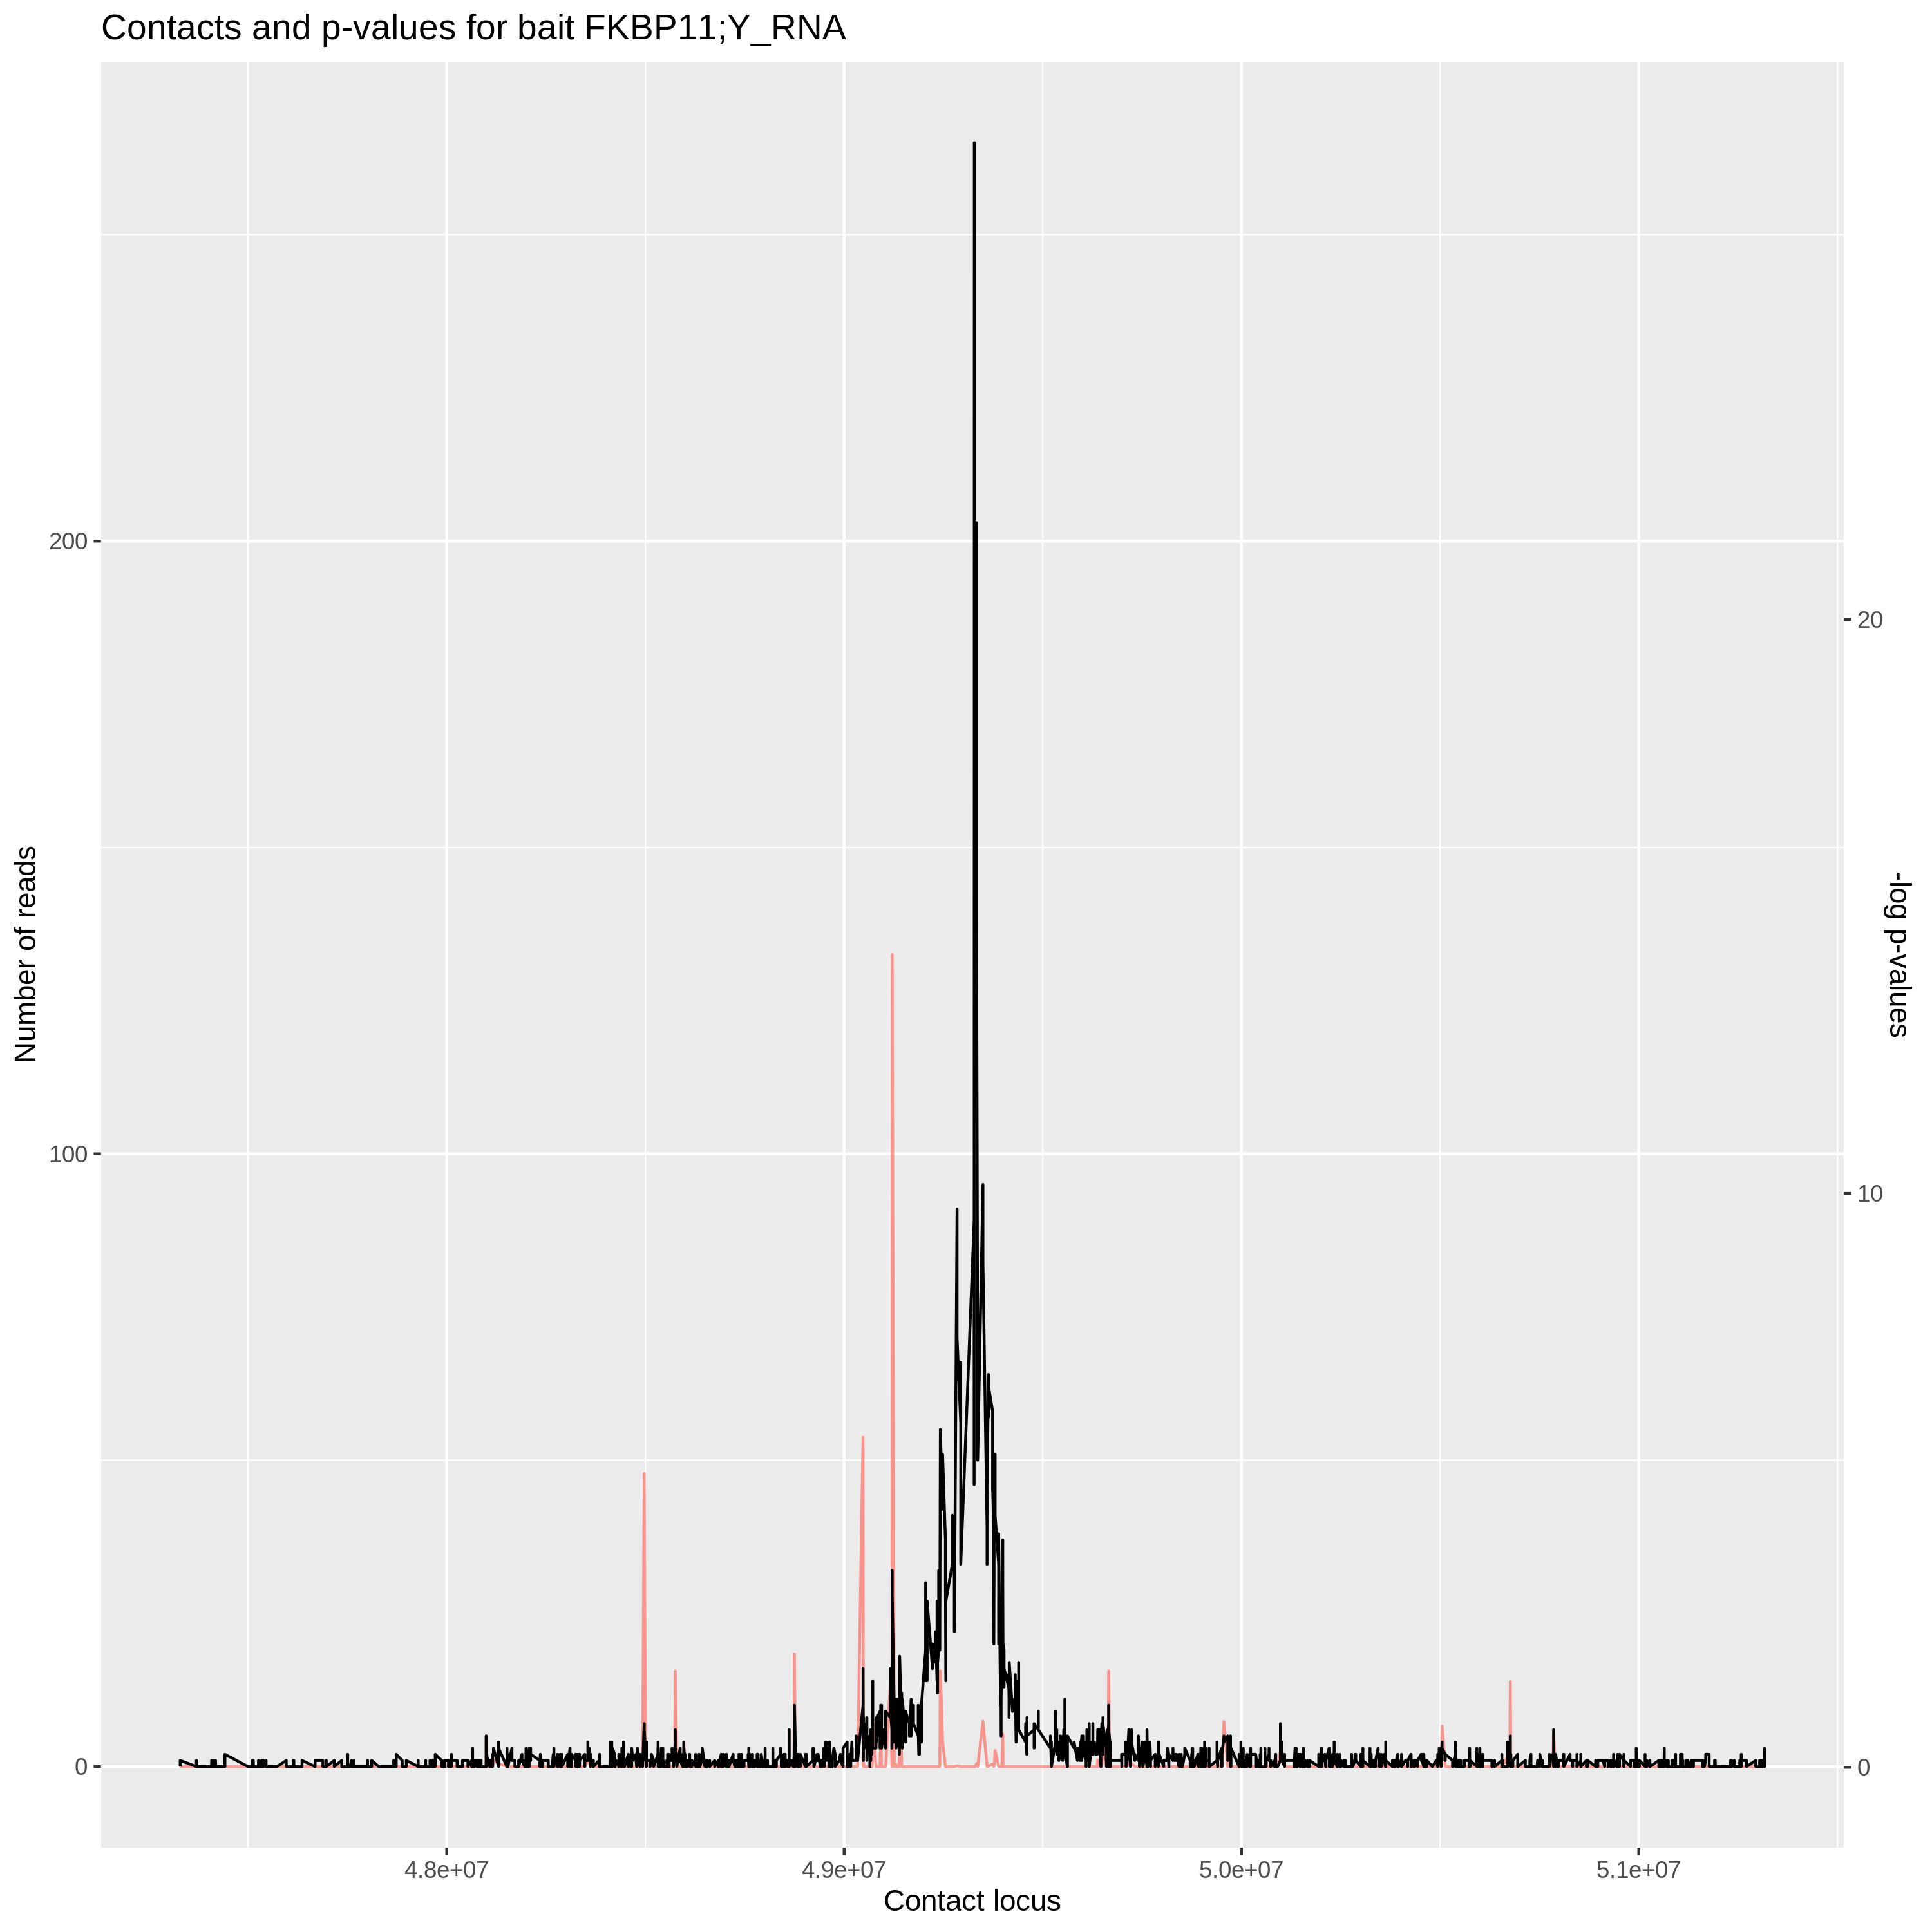 Contacts and p-values for bait FKBP11;Y_RNA
Number of reads
200
100
0
20
10
0
-log p-values
4.8e+07
4.9e+07
5.0e+07
5.1e+07
Contact locus